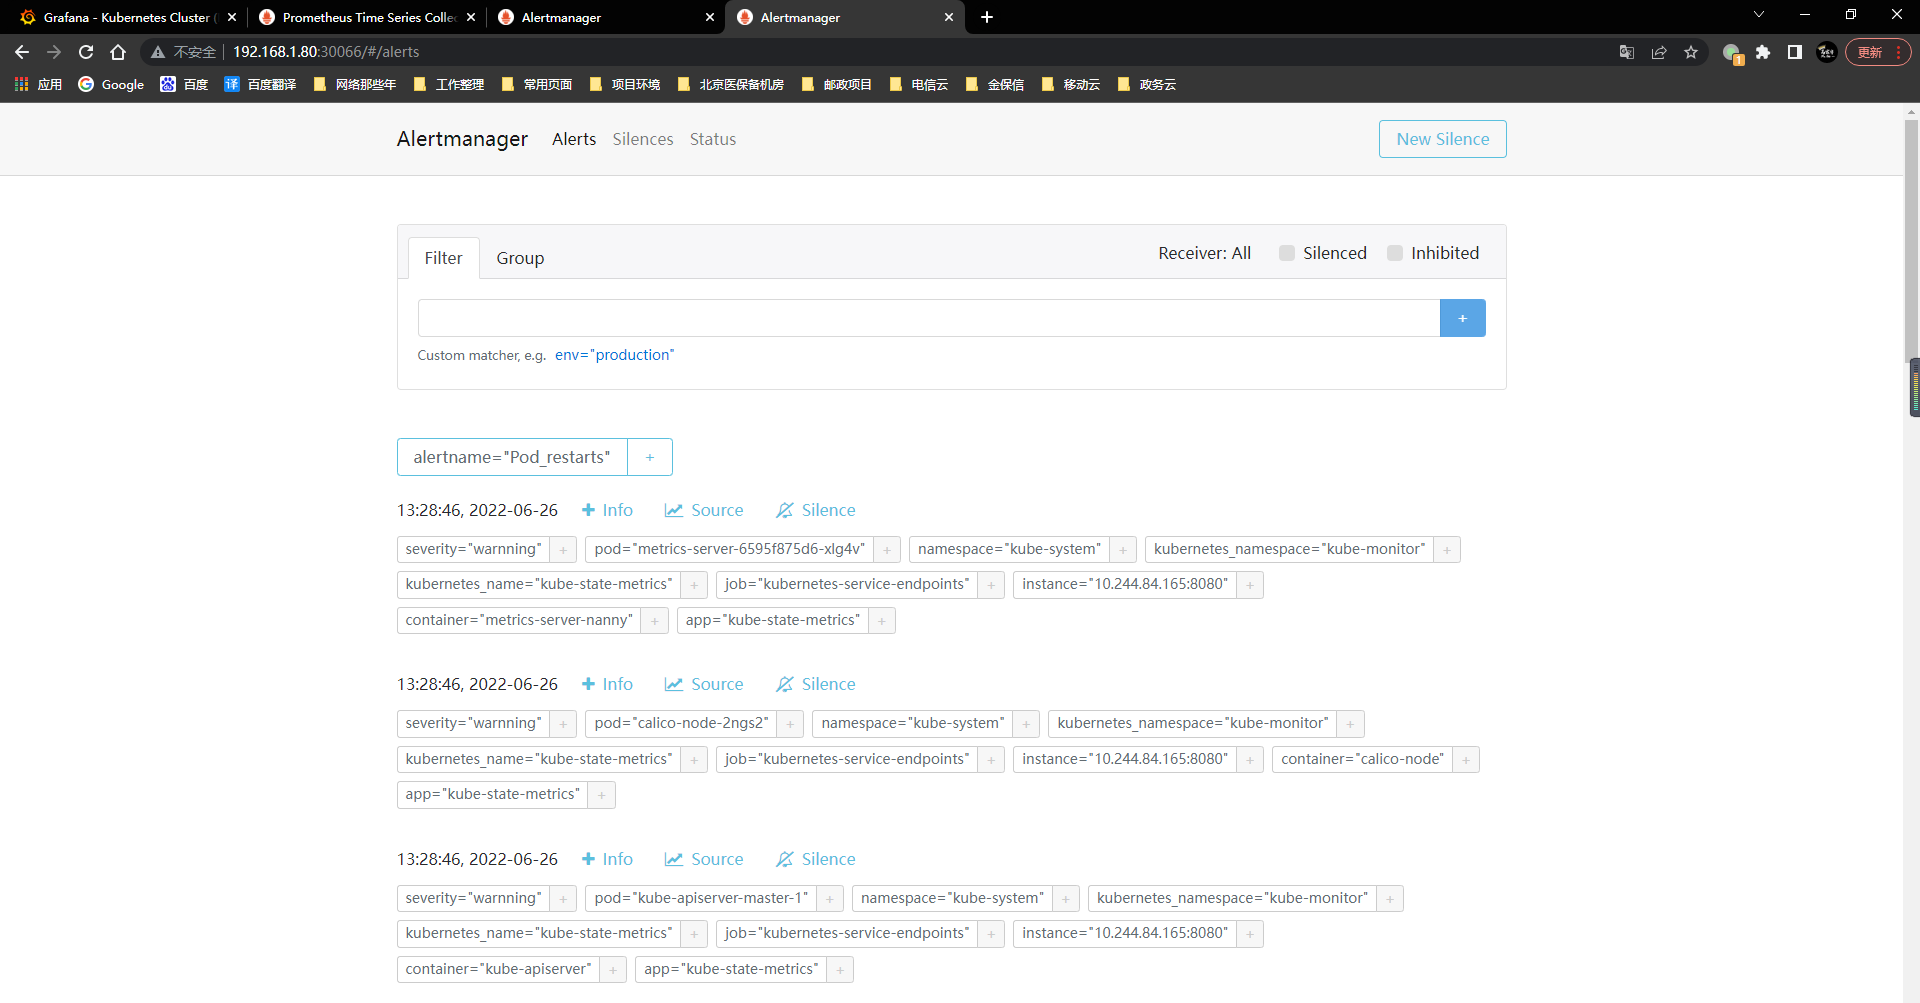 Grafana - Kubernetes Cluster (
Prometheus Time Series Colle
Alertmanager
Alertmanager
不安全
192.168.1.80:30066/#/alerts
1
更新
应用
Google
百度
译
百度翻译
网络那些年
工作整理
常用页面
项目环境
北京医保备机房
邮政项目
电信云
金保信
移动云
政务云
Alertmanager
Alerts
Silences
Status
New Silence
Filter
Group
Receiver: All
Silenced
Inhibited
+
Custom matcher, e.g. env="production"
alertname="Pod_restarts" +
13:28:46, 2022-06-26 + Info Source Silence
severity="warnning" + pod="metrics-server-6595f875d6-xlg4v" + namespace="kube-system" + kubernetes_namespace="kube-monitor" +
kubernetes_name="kube-state-metrics" + job="kubernetes-service-endpoints" + instance="10.244.84.165:8080" +
container="metrics-server-nanny" + app="kube-state-metrics" +
13:28:46, 2022-06-26 + Info Source Silence
severity="warnning" + pod="calico-node-2ngs2" + namespace="kube-system" + kubernetes_namespace="kube-monitor" +
kubernetes_name="kube-state-metrics" + job="kubernetes-service-endpoints" + instance="10.244.84.165:8080" + container="calico-node" +
app="kube-state-metrics" +
13:28:46, 2022-06-26 + Info Source Silence
severity="warnning" + pod="kube-apiserver-master-1" + namespace="kube-system" + kubernetes_namespace="kube-monitor" +
kubernetes_name="kube-state-metrics" + job="kubernetes-service-endpoints" + instance="10.244.84.165:8080" +
container="kube-apiserver" + app="kube-state-metrics" +